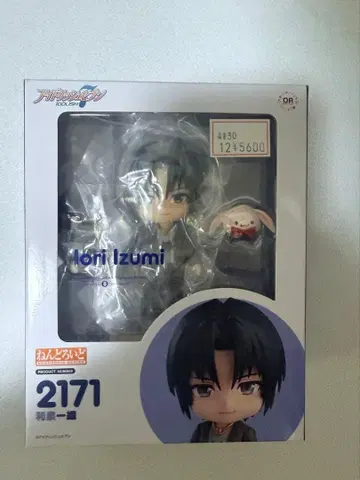 アイドリッシュセブン
IDOLiSH7
OR
4830
12¥5600
Iori Izumi
ねんどろいど
PRODUCT NUMBER
2171
和泉一織